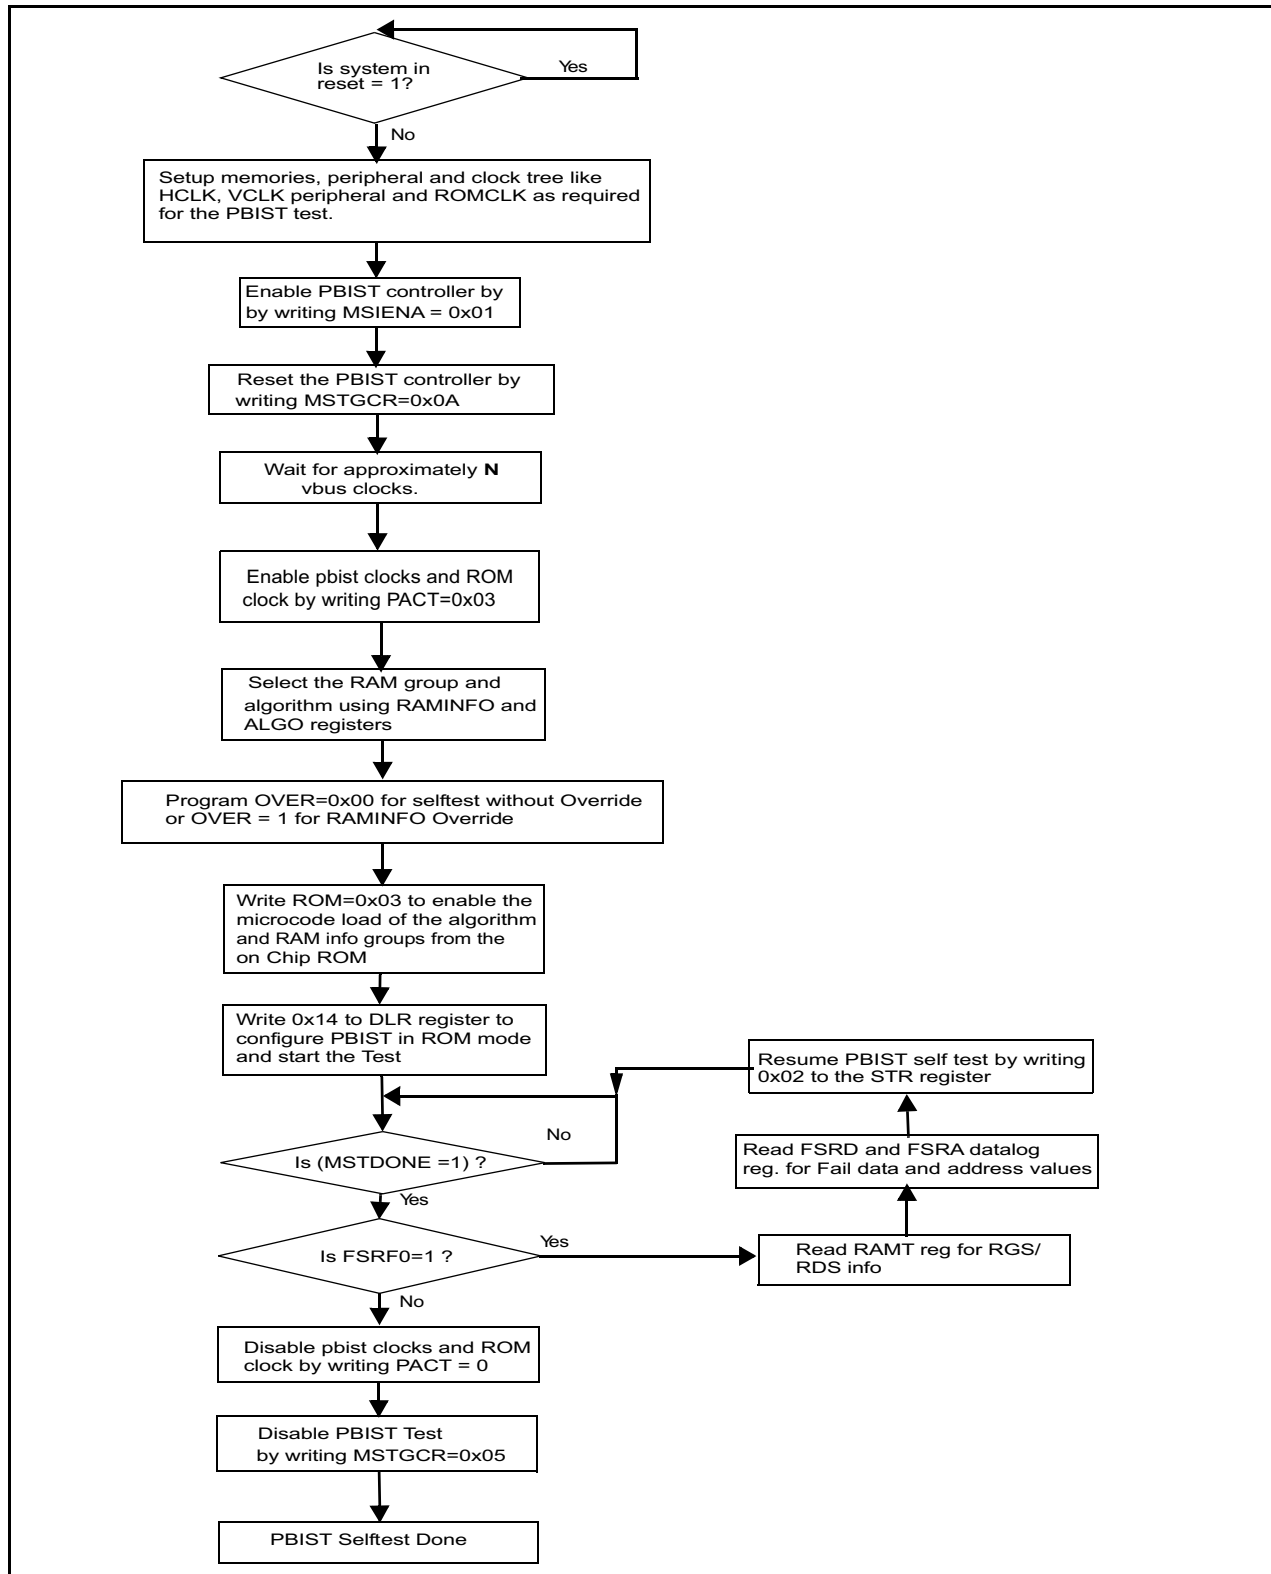 Is system in
reset = 1?
Yes
No
Setup memories, peripheral and clock tree like
HCLK, VCLK peripheral and ROMCLK as required
for the PBIST test.
Enable PBIST controller by
by writing MSIENA = 0x01
Reset the PBIST controller by
writing MSTGCR=0x0A
Wait for approximately N
vbus clocks.
Enable pbist clocks and ROM
clock by writing PACT=0x03
Select the RAM group and
algorithm using RAMINFO and
ALGO registers
Program OVER=0x00 for selftest without Override
or OVER = 1 for RAMINFO Override
Write ROM=0x03 to enable the
microcode load of the algorithm
and RAM info groups from the
on Chip ROM
Write 0x14 to DLR register to
configure PBIST in ROM mode
and start the Test
Resume PBIST self test by writing
0x02 to the STR register
No
Is (MSTDONE =1) ?
Read FSRD and FSRA datalog
reg. for Fail data and address values
Yes
Is FSRF0=1 ?
Yes
Read RAMT reg for RGS/
RDS info
No
Disable pbist clocks and ROM
clock by writing PACT = 0
Disable PBIST Test
by writing MSTGCR=0x05
PBIST Selftest Done